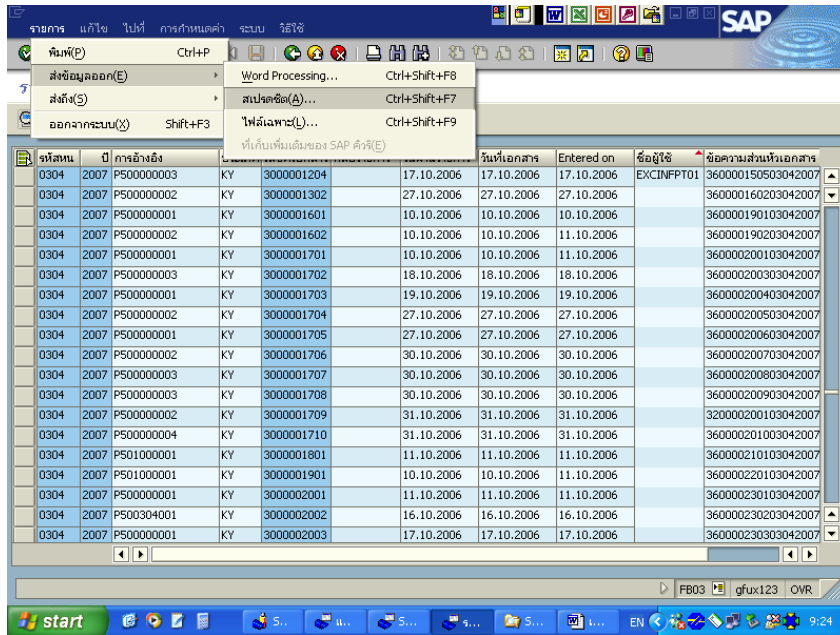 รายการ แก้ไข ไปที่ การกำหนดค่า ระบบ วิธีใช้
SAP
พิมพ์(P) Ctrl+P
ส่งข้อมูลออก(E)
ส่งถึง(S)
ออกจากระบบ(X) Shift+F3
Word Processing... Ctrl+Shift+F8
สเปรดชีต(A)... Ctrl+Shift+F7
ไฟล์เฉพาะ(L)... Ctrl+Shift+F9
ที่เก็บเพิ่มเติมของ SAP คิวรี(E)
รหัสหน ปี การอ้างอิง วันที่เอกสาร Entered on ชื่อผู้ใช้ ข้อความส่วนหัวเอกสาร
0304 2007 P500000003 KY 3000001204 17.10.2006 17.10.2006 17.10.2006 EXCINFPT01 360000150503042007
0304 2007 P500000002 KY 3000001302 27.10.2006 27.10.2006 27.10.2006 360000160203042007
0304 2007 P500000001 KY 3000001601 10.10.2006 10.10.2006 10.10.2006 360000190103042007
0304 2007 P500000002 KY 3000001602 10.10.2006 10.10.2006 11.10.2006 360000190203042007
0304 2007 P500000001 KY 3000001701 10.10.2006 10.10.2006 11.10.2006 360000200103042007
0304 2007 P500000003 KY 3000001702 18.10.2006 18.10.2006 18.10.2006 360000200303042007
0304 2007 P500000001 KY 3000001703 19.10.2006 19.10.2006 19.10.2006 360000200403042007
0304 2007 P500000002 KY 3000001704 27.10.2006 27.10.2006 27.10.2006 360000200503042007
0304 2007 P500000001 KY 3000001705 27.10.2006 27.10.2006 27.10.2006 360000200603042007
0304 2007 P500000002 KY 3000001706 30.10.2006 30.10.2006 30.10.2006 360000200703042007
0304 2007 P500000003 KY 3000001707 30.10.2006 30.10.2006 30.10.2006 360000200803042007
0304 2007 P500000003 KY 3000001708 30.10.2006 30.10.2006 30.10.2006 360000200903042007
0304 2007 P500000002 KY 3000001709 31.10.2006 31.10.2006 31.10.2006 320000200103042007
0304 2007 P500000004 KY 3000001710 31.10.2006 31.10.2006 31.10.2006 360000201003042007
0304 2007 P501000001 KY 3000001801 11.10.2006 11.10.2006 11.10.2006 360000210103042007
0304 2007 P501000001 KY 3000001901 10.10.2006 10.10.2006 11.10.2006 360000220103042007
0304 2007 P500000001 KY 3000002001 11.10.2006 11.10.2006 11.10.2006 360000230103042007
0304 2007 P500304001 KY 3000002002 16.10.2006 16.10.2006 16.10.2006 360000230203042007
0304 2007 P500000001 KY 3000002003 17.10.2006 17.10.2006 17.10.2006 360000230303042007
FB03 gfux123 OVR
start S.. น... S... ร... S... เ... EN 9:24